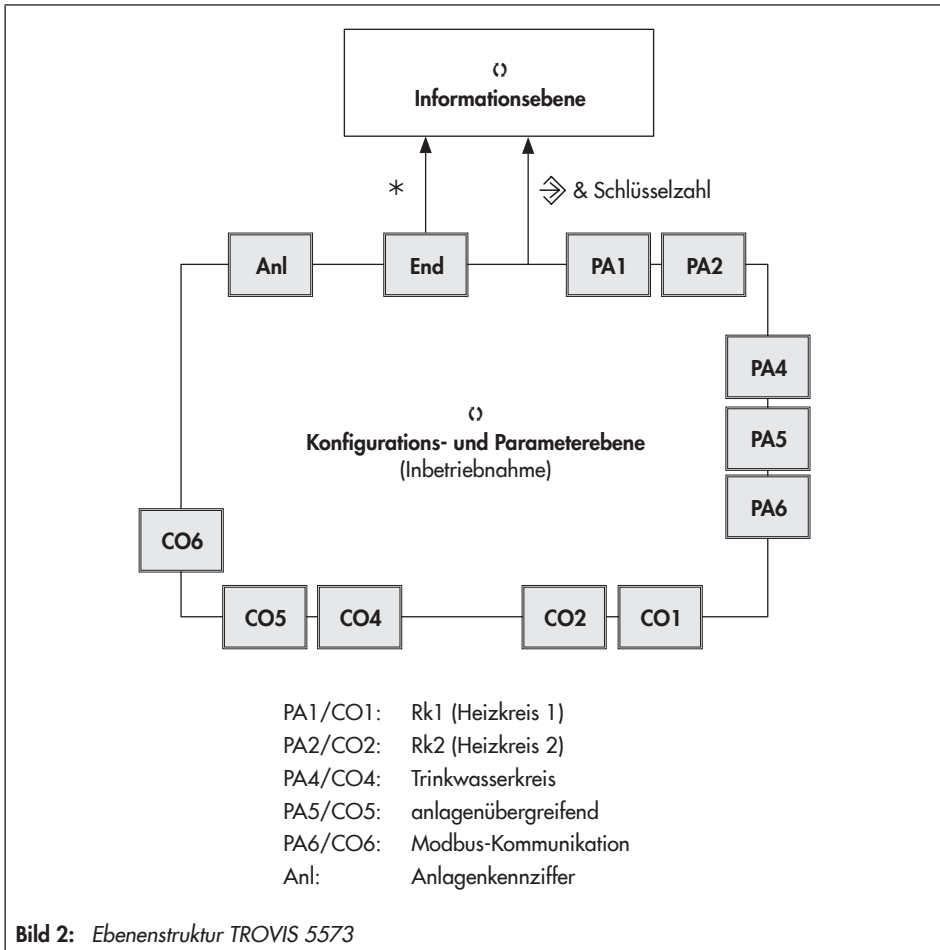 Informationsebene
* & Schlüsselzahl
Anl End PA1 PA2
PA4
PA5
PA6
Konfigurations- und Parameterebene
(Inbetriebnahme)
CO6
CO5 CO4 CO2 CO1
PA1/CO1: Rk1 (Heizkreis 1)
PA2/CO2: Rk2 (Heizkreis 2)
PA4/CO4: Trinkwasserkreis
PA5/CO5: anlagenübergreifend
PA6/CO6: Modbus-Kommunikation
Anl: Anlagenkennziffer
Bild 2: Ebenenstruktur TROVIS 5573